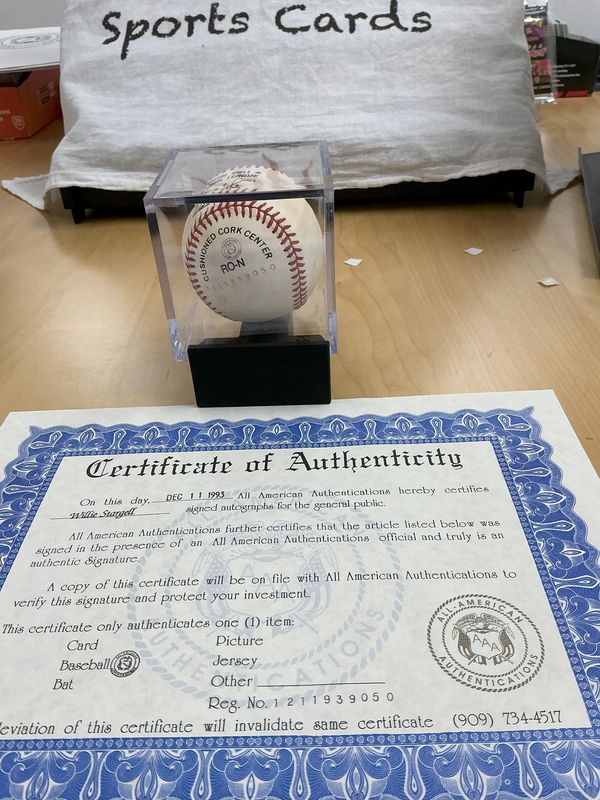 Sports Cards
CUSHIONED CORK CENTER
RO-N
1211939050
Certificate of Authenticity
On this day, DEC 11 1993 All American Authentications hereby certifies
Willie Stargell signed autographs for the general public.
All American Authentications further certifies that the article listed below was
signed in the presence of an All American Authentications official and truly is an
authentic Signature.
A copy of this certificate will be on file with All American Authentications to
verify this signature and protect your investment.
This certificate only authenticates one (1) item:
Card Picture
Baseball Jersey
Bat Other
Reg. No. 1211939050
ALL-AMERICAN
AAA
AUTHENTICATIONS
deviation of this certificate will invalidate same certificate (909) 734-4517